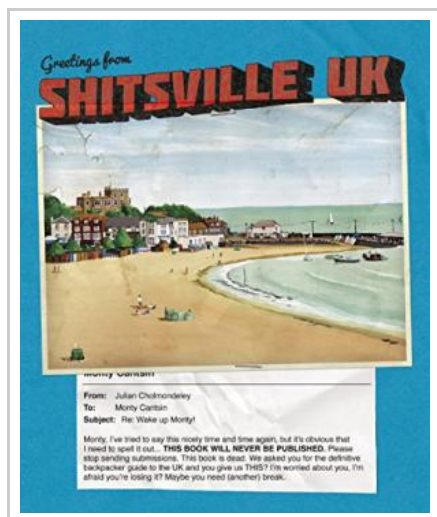 Greetings from
SHITSVILLE UK
Monty Cantsin
From: Julian Cholmondeley
To: Monty Cantsin
Subject: Re: Wake up Monty!
Monty, I've tried to say this nicely time and time again, but it's obvious that
I need to spell it out... THIS BOOK WILL NEVER BE PUBLISHED. Please
stop sending submissions. This book is dead. We asked you for the definitive
backpacker guide to the UK and you give us THIS? I'm worried about you, I'm
afraid you're losing it? Maybe you need (another) break.